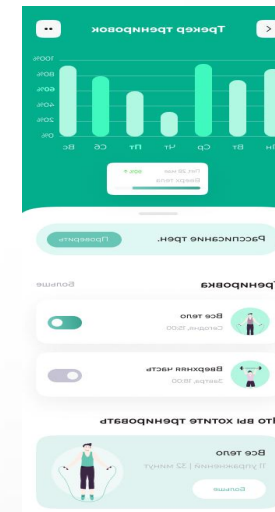 Трекер тренировок
100%
80%
60%
40%
20%
0%
Пн Вт Ср Чт Пт Сб Вс
Вверх тела
Расписание трен. Проверить
Тренировка Больше
Все тело
Сегодня, 15:00
Верхняя часть
Завтра, 18:00
Что вы хотите тренировать
Все тело
11 упражнений | 32 минут
Больше